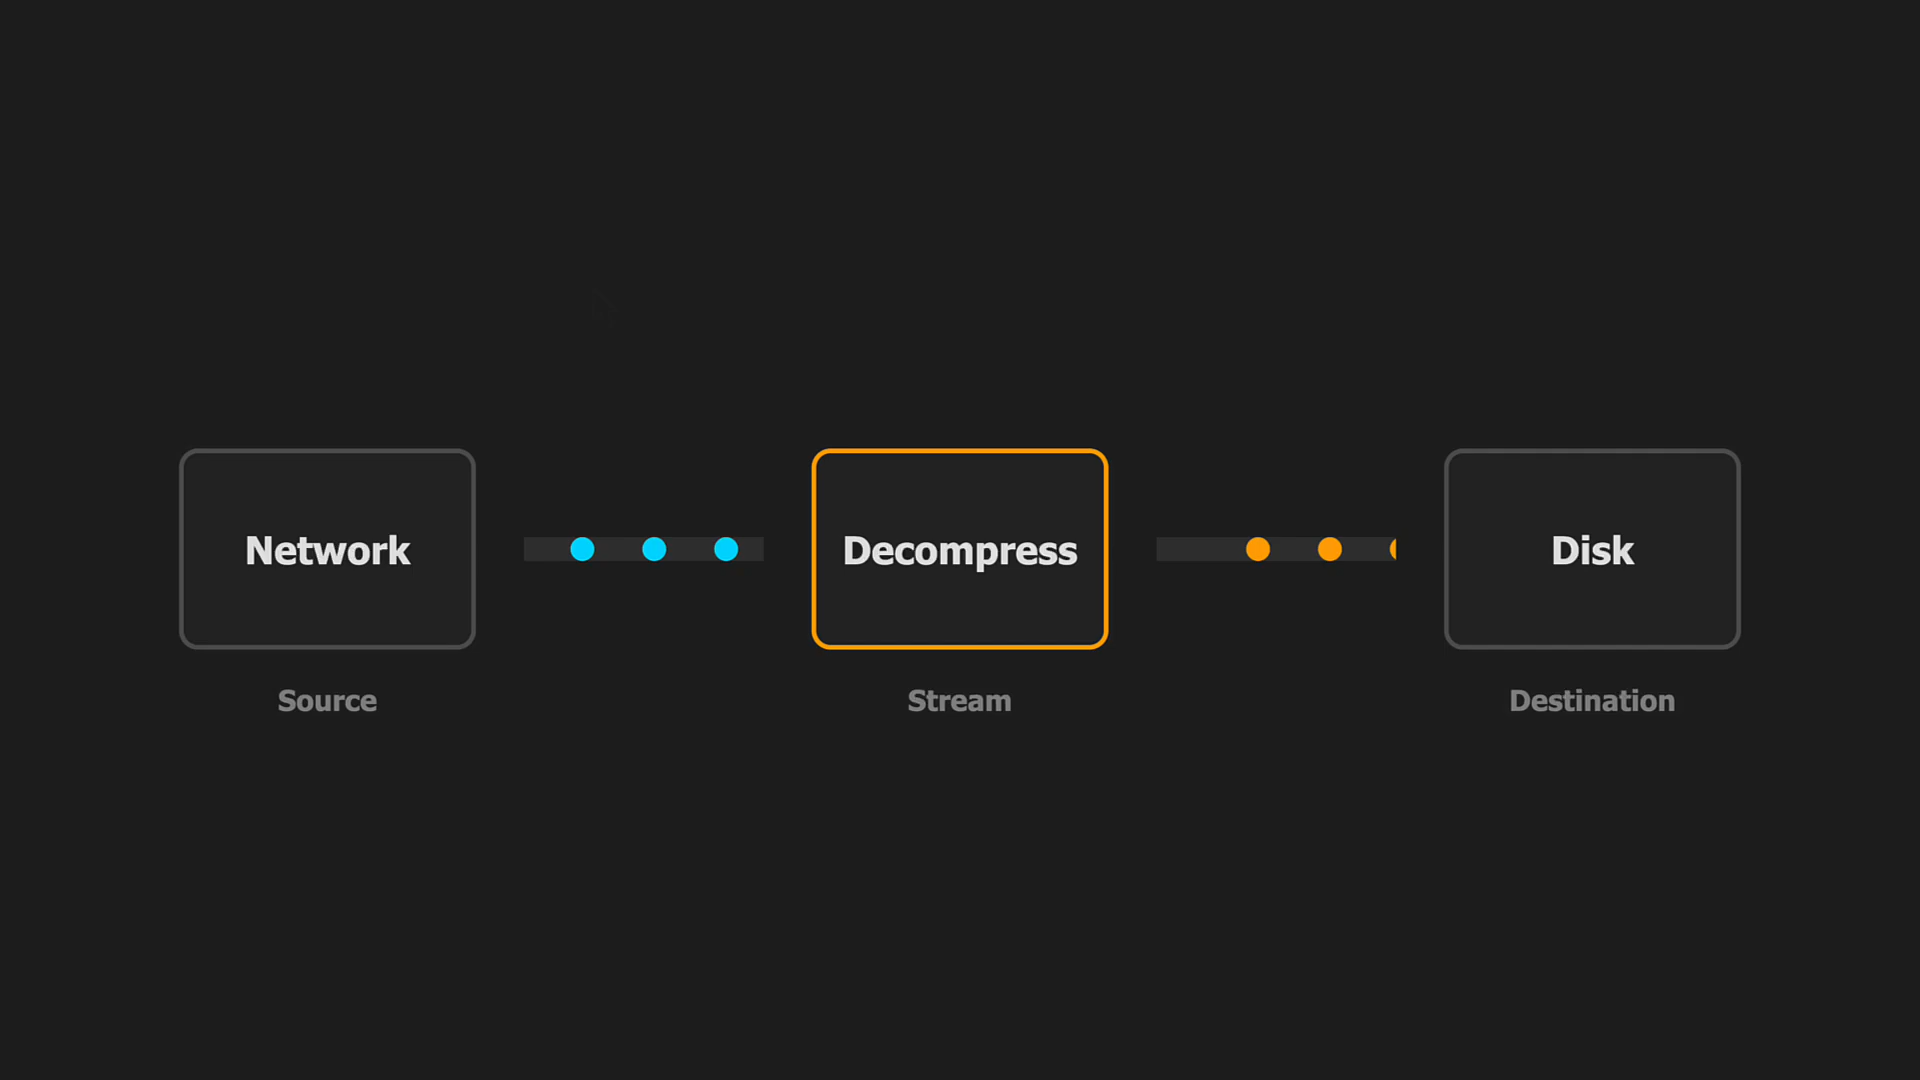 Network
Decompress
Disk
Source
Stream
Destination